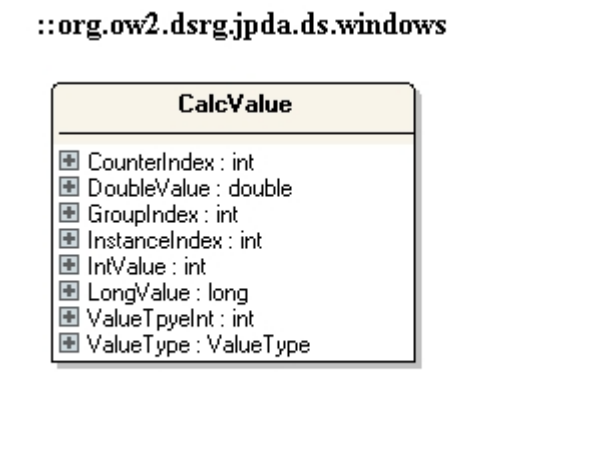 ::org.ow2.dsrg.jpda.ds.windows
CalcValue
CounterIndex : int
DoubleValue : double
GroupIndex : int
InstanceIndex : int
IntValue : int
LongValue : long
ValueTpyeInt : int
ValueType : ValueType